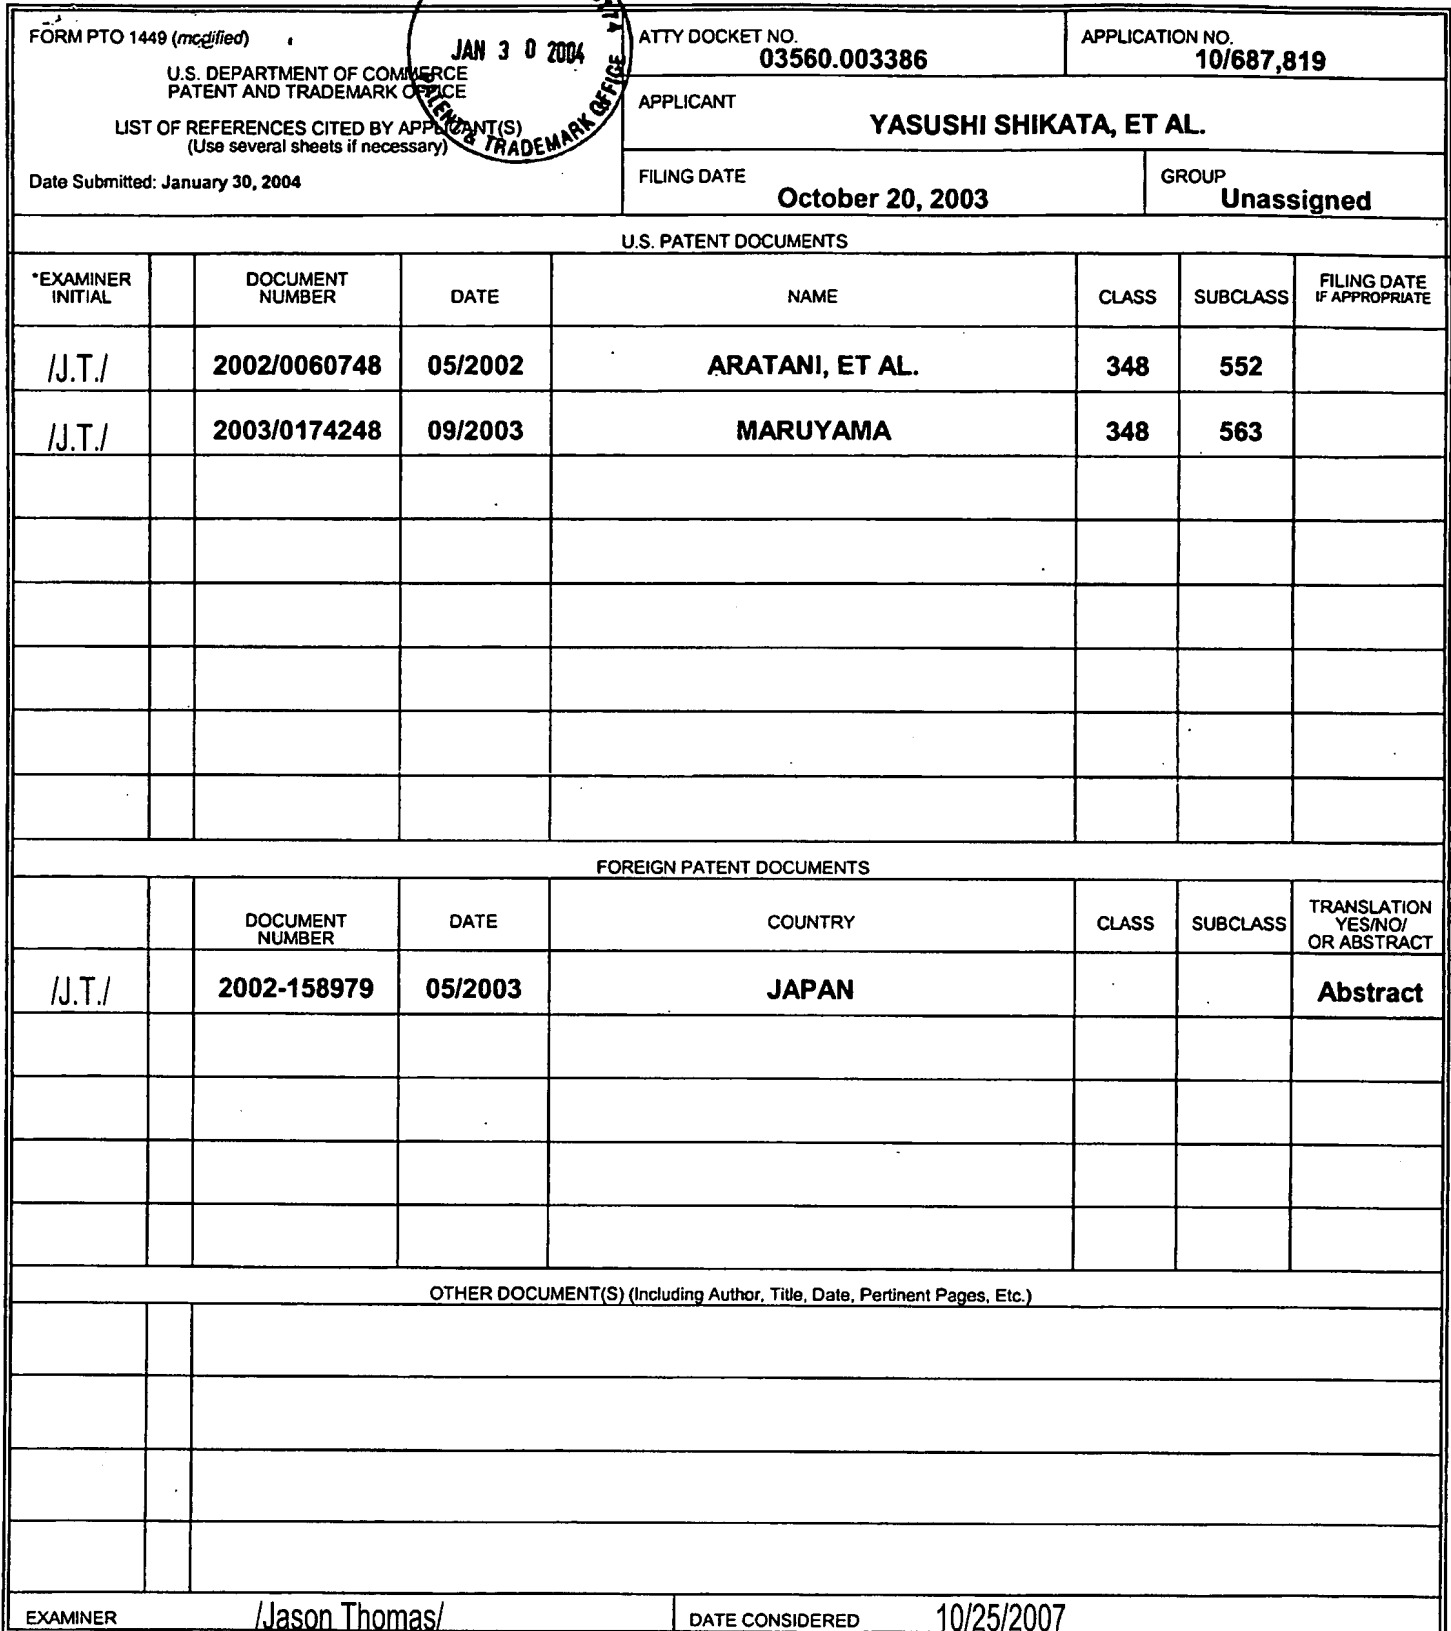 FORM PTO 1449 (modified)
U.S. DEPARTMENT OF COMMERCE
PATENT AND TRADEMARK OFFICE
LIST OF REFERENCES CITED BY APPLICANT(S)
(Use several sheets if necessary)
Date Submitted: January 30, 2004
JAN 3 0 2004
PATENT & TRADEMARK OFFICE
ATTY DOCKET NO.
03560.003386
APPLICATION NO.
10/687,819
APPLICANT
YASUSHI SHIKATA, ET AL.
FILING DATE
October 20, 2003
GROUP
Unassigned
U.S. PATENT DOCUMENTS
*EXAMINER INITIAL DOCUMENT NUMBER DATE NAME CLASS SUBCLASS FILING DATE IF APPROPRIATE
/J.T./ 2002/0060748 05/2002 ARATANI, ET AL. 348 552
/J.T./ 2003/0174248 09/2003 MARUYAMA 348 563
FOREIGN PATENT DOCUMENTS
DOCUMENT NUMBER DATE COUNTRY CLASS SUBCLASS TRANSLATION YES/NO/ OR ABSTRACT
/J.T./ 2002-158979 05/2003 JAPAN Abstract
OTHER DOCUMENT(S) (Including Author, Title, Date, Pertinent Pages, Etc.)
EXAMINER /Jason Thomas/ DATE CONSIDERED 10/25/2007